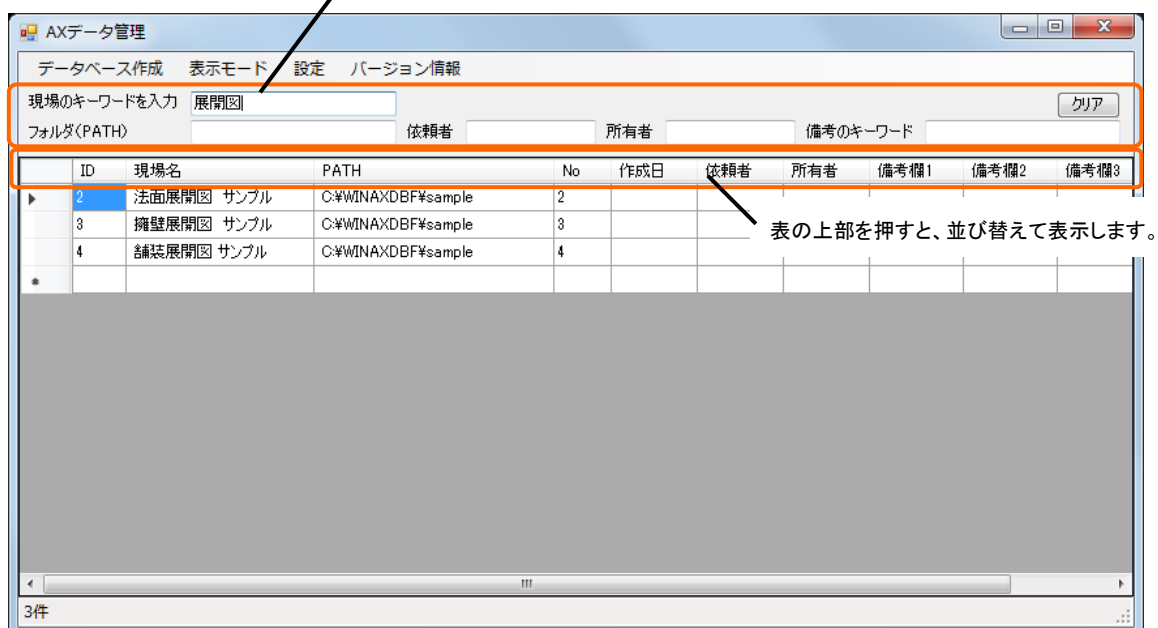 AXデータ管理
データベース作成 表示モード 設定 バージョン情報
現場のキーワードを入力 展開図 クリア
フォルダ(PATH) 依頼者 所有者 備考のキーワード
ID 現場名 PATH No 作成日 依頼者 所有者 備考欄1 備考欄2 備考欄3
2 法面展開図 サンプル C:¥WINAXDBF¥sample 2
3 擁壁展開図 サンプル C:¥WINAXDBF¥sample 3
表の上部を押すと、並び替えて表示します。
4 舗装展開図 サンプル C:¥WINAXDBF¥sample 4
3件